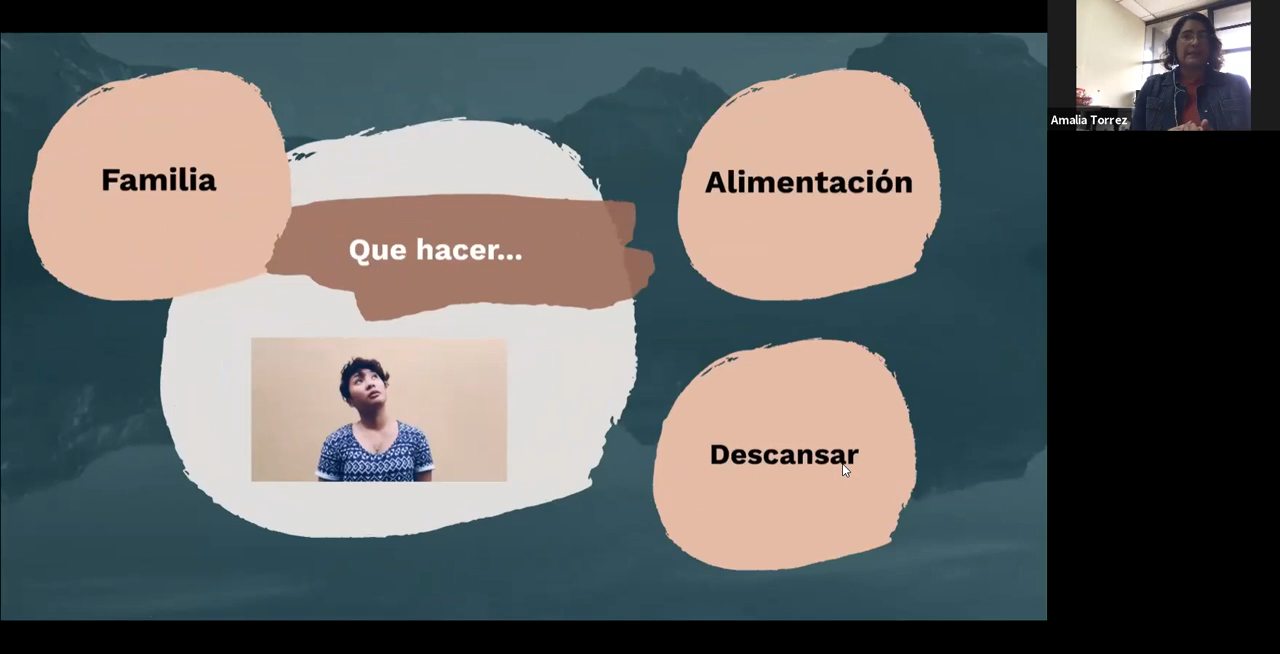 Familia
Que hacer...
Alimentación
Descansar
Amalia Torrez